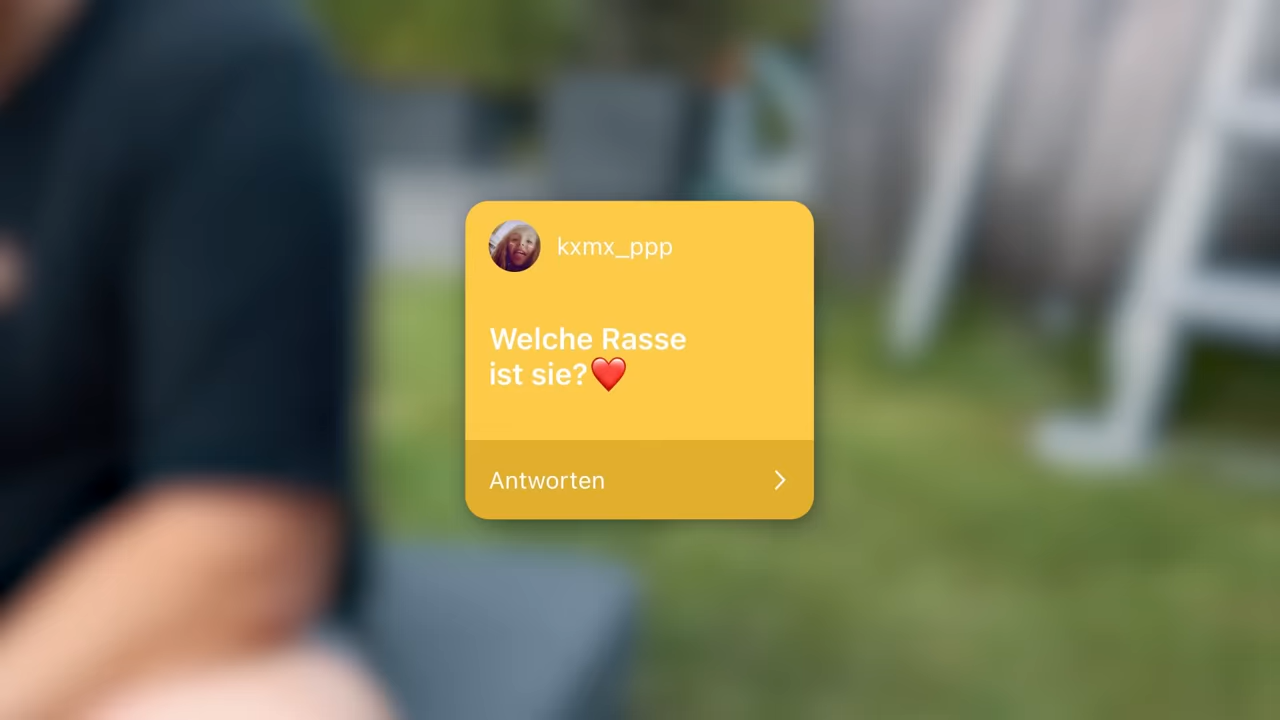 kxmx_ppp
Welche Rasse
ist sie?❤️
Antworten